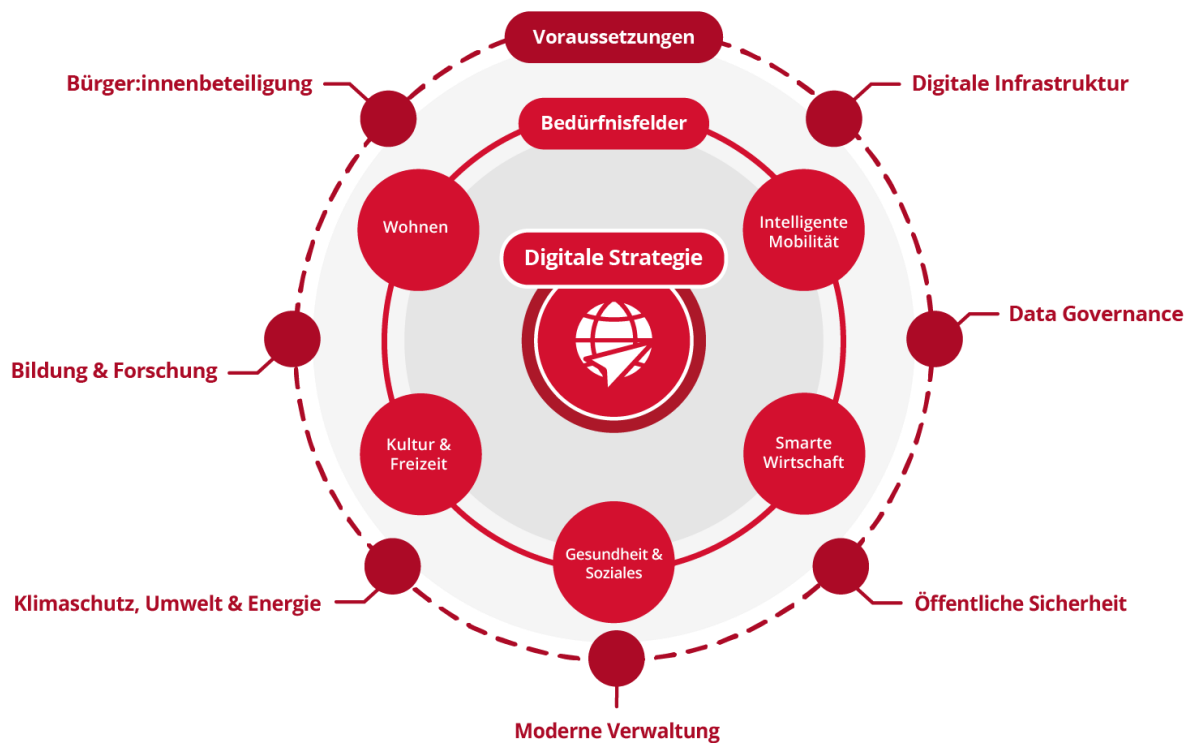 Voraussetzungen
Bürger:innenbeteiligung
Digitale Infrastruktur
Bedürfnisfelder
Wohnen
Intelligente
Mobilität
Digitale Strategie
Data Governance
Bildung & Forschung
Kultur &
Freizeit
Smarte
Wirtschaft
Gesundheit &
Soziales
Klimaschutz, Umwelt & Energie
Öffentliche Sicherheit
Moderne Verwaltung